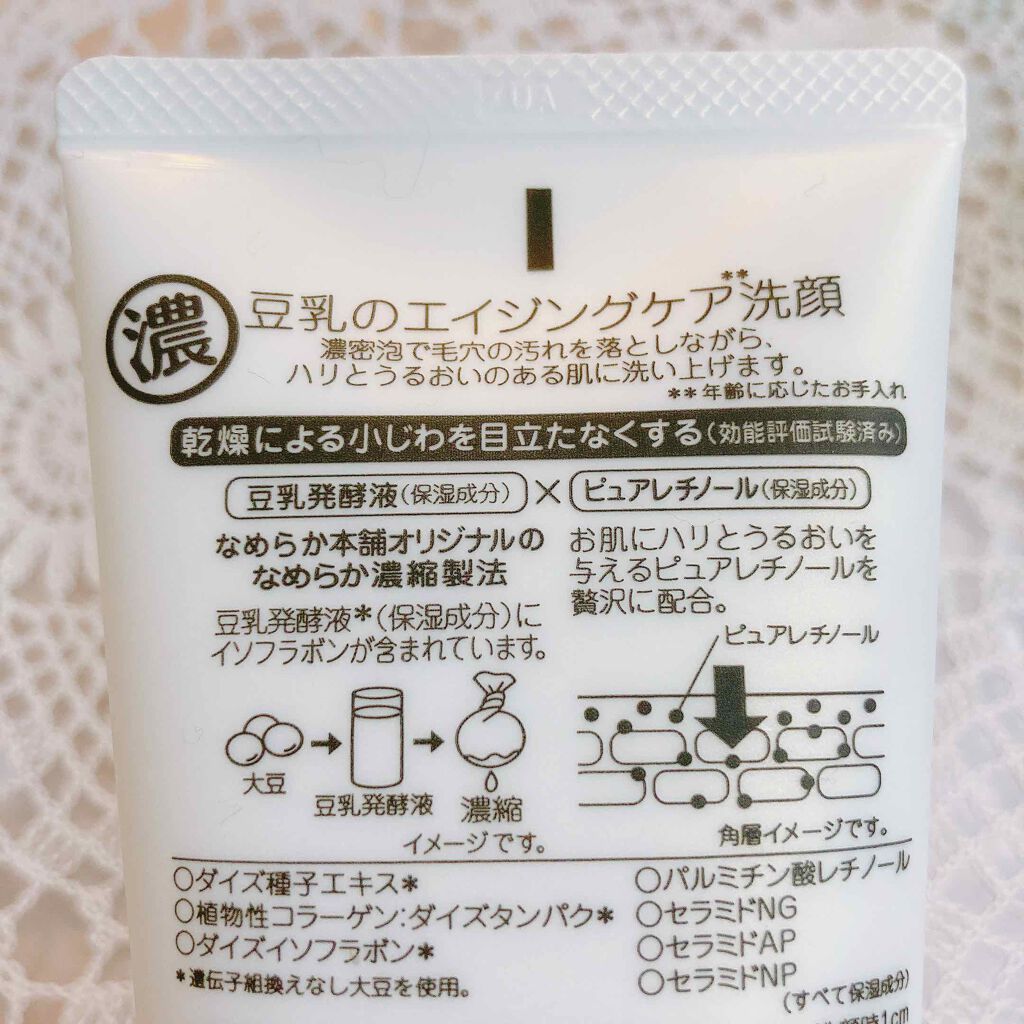 濃
豆乳のエイジングケア**洗顔
濃密泡で毛穴の汚れを落としながら、
ハリとうるおいのある肌に洗い上げます。
**年齢に応じたお手入れ
乾燥による小じわを目立たなくする(効能評価試験済み)
豆乳発酵液(保湿成分)×ピュアレチノール(保湿成分)
なめらか本舗オリジナルの
なめらか濃縮製法
豆乳発酵液*(保湿成分)に
イソフラボンが含まれています。
大豆
豆乳発酵液
濃縮
イメージです。
お肌にハリとうるおいを
与えるピュアレチノールを
贅沢に配合。
ピュアレチノール
角層イメージです。
○ダイズ種子エキス*
○植物性コラーゲン:ダイズタンパク*
○ダイズイソフラボン*
*遺伝子組換えなし大豆を使用。
○パルミチン酸レチノール
○セラミドNG
○セラミドAP
○セラミドNP
(すべて保湿成分)
顔時1cm